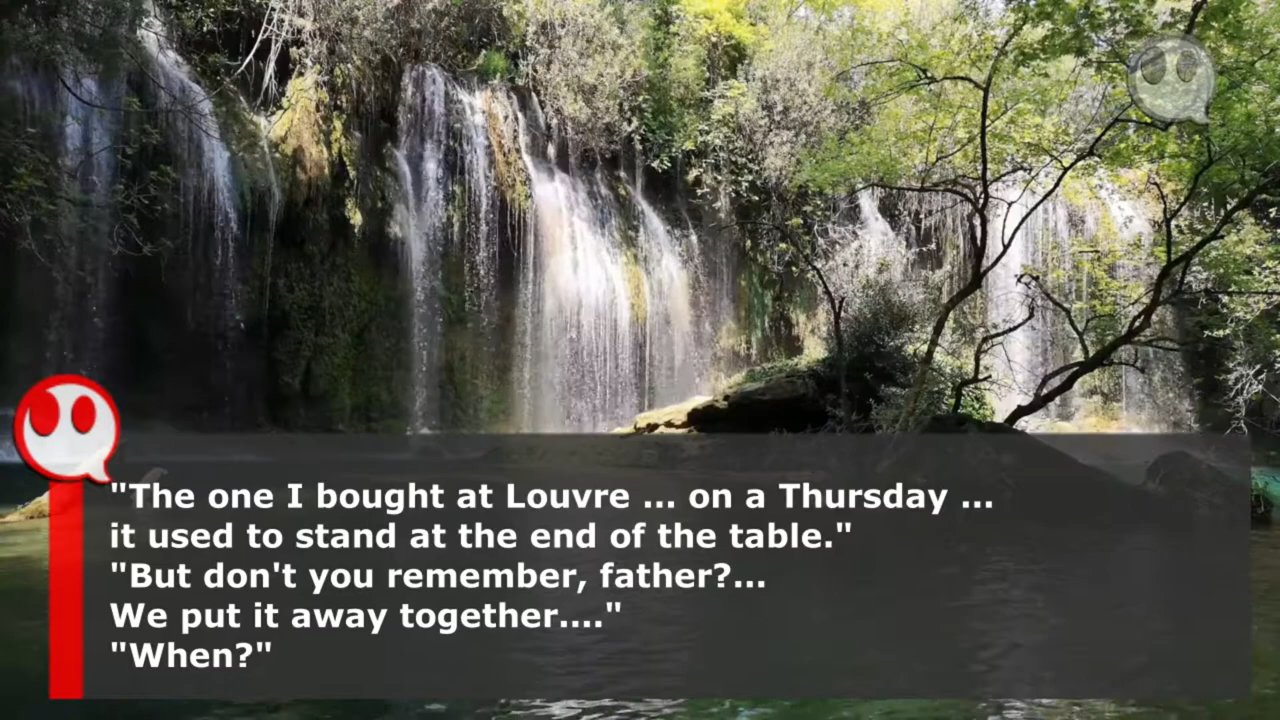 "The one I bought at Louvre ... on a Thursday ...
it used to stand at the end of the table."
"But don't you remember, father?...
We put it away together...."
"When?"